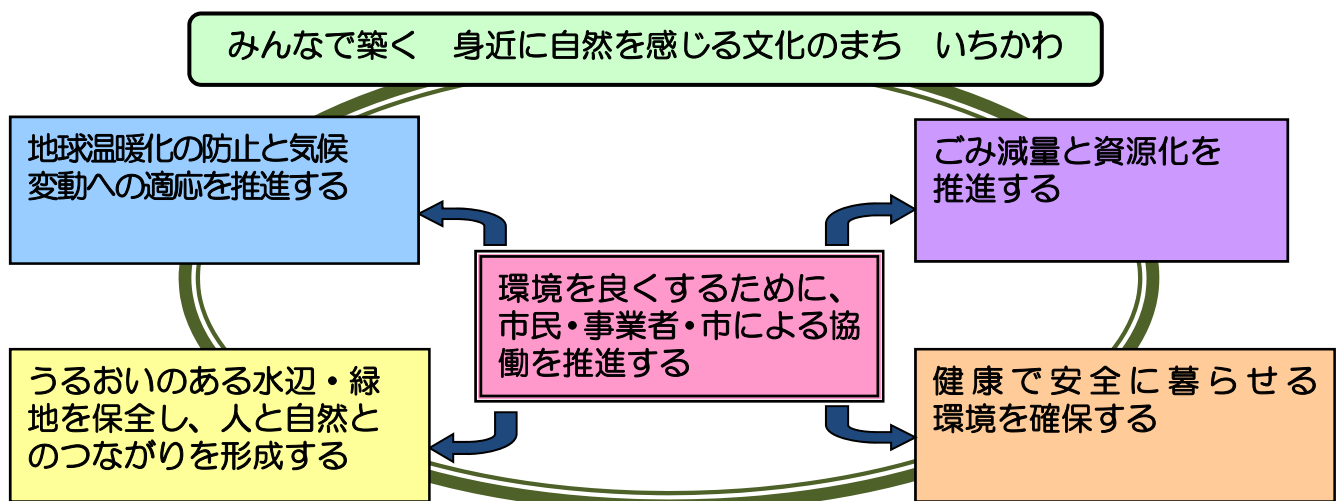 みんなで築く　身近に自然を感じる文化のまち　いちかわ
地球温暖化の防止と気候
変動への適応を推進する
ごみ減量と資源化を
推進する
環境を良くするために、
市民・事業者・市による協
働を推進する
うるおいのある水辺・緑
地を保全し、人と自然と
のつながりを形成する
健康で安全に暮らせる
環境を確保する